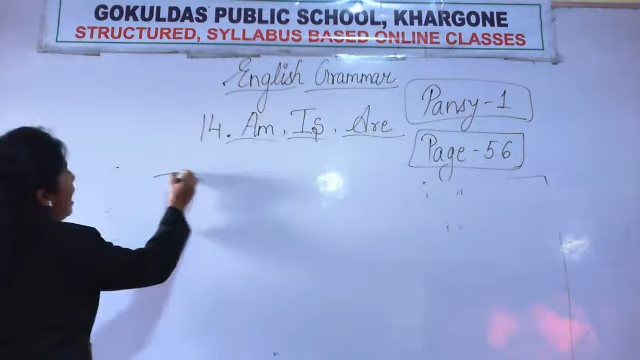 GOKULDAS PUBLIC SCHOOL, KHARGONE
STRUCTURED, SYLLABUS BASED ONLINE CLASSES
English Grammar
14. Am, Is, Are
Pansy-1
Page-56